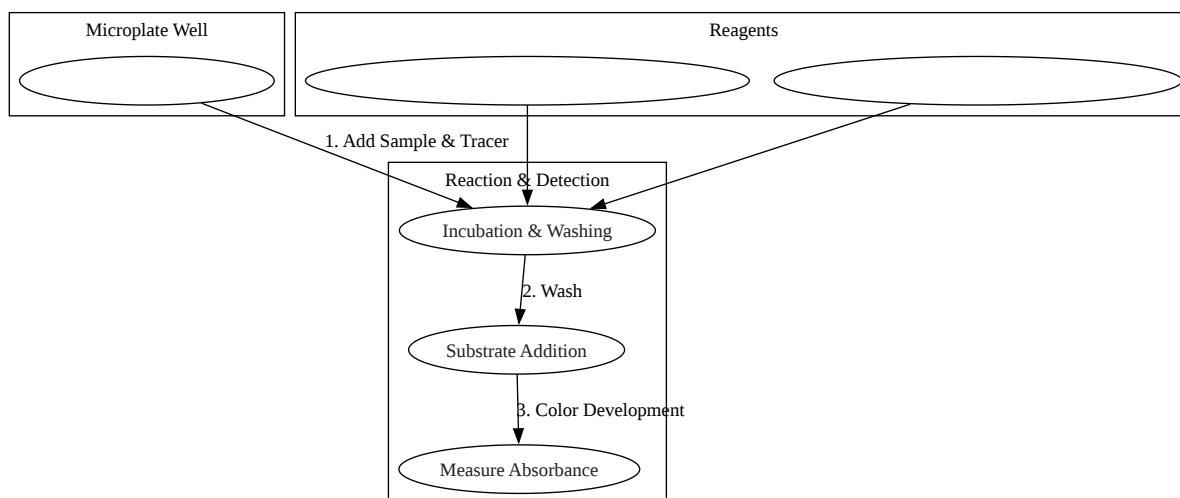 Microplate Well
Reagents
1. Add Sample & Tracer
Reaction & Detection
Incubation & Washing
2. Wash
Substrate Addition
3. Color Development
Measure Absorbance